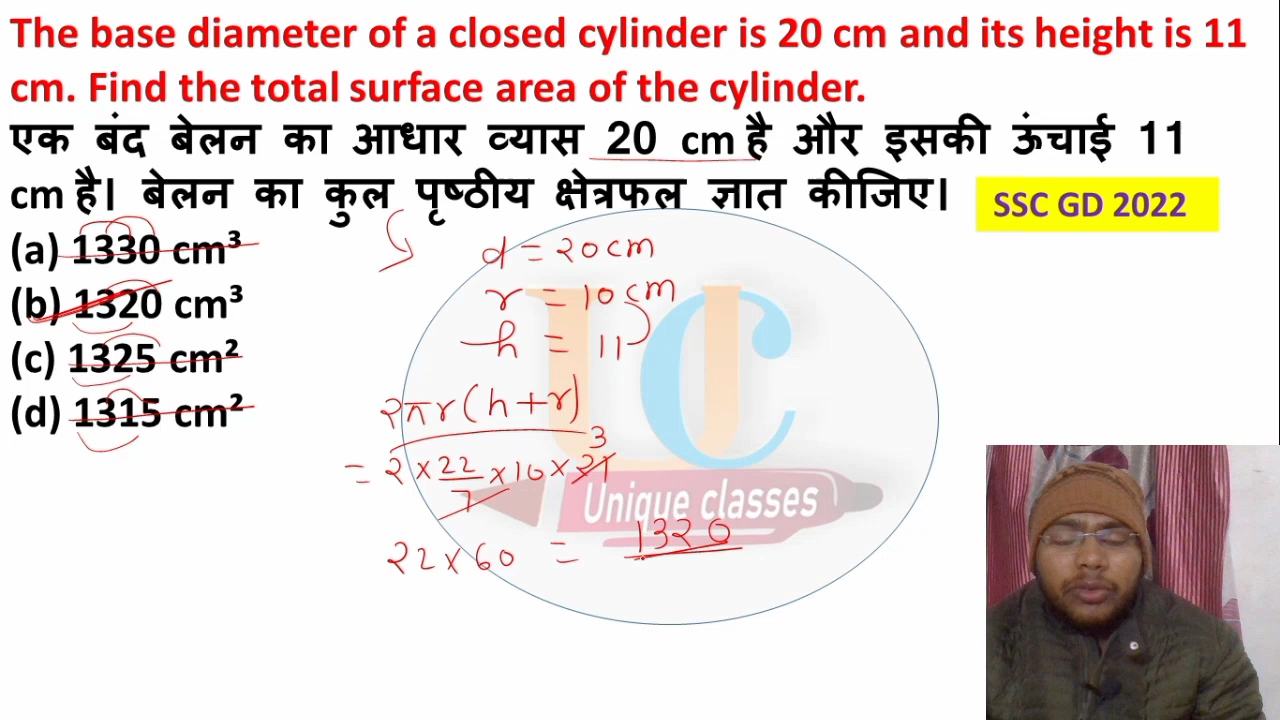 The base diameter of a closed cylinder is 20 cm and its height is 11
cm. Find the total surface area of the cylinder.
एक बंद बेलन का आधार व्यास 20 cm है और इसकी ऊंचाई 11
cm है। बेलन का कुल पृष्ठीय क्षेत्रफल ज्ञात कीजिए।
SSC GD 2022
(a) 1330 cm³
(b) 1320 cm³
(c) 1325 cm²
(d) 1315 cm²
d = 20cm
r = 10cm
h = 11
2πr(h+r)
= 2 × 22/7 × 10 × 21 3
22 × 60 = 1320
UC
Unique classes